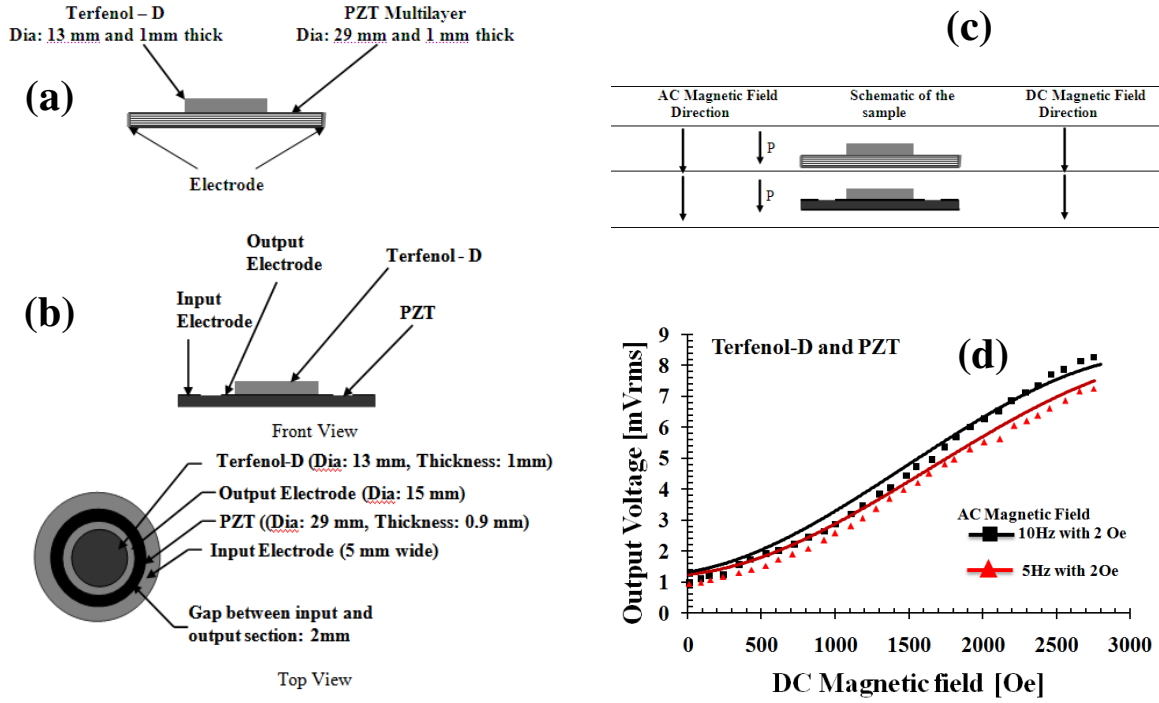 Terfenol – D
Dia: 13 mm and 1mm thick
PZT Multilayer
Dia: 29 mm and 1 mm thick
(a)
Electrode
(b)
Output
Electrode
Terfenol - D
Input
Electrode
PZT
Front View
Terfenol-D (Dia: 13 mm, Thickness: 1mm)
Output Electrode (Dia: 15 mm)
PZT ((Dia: 29 mm, Thickness: 0.9 mm)
Input Electrode (5 mm wide)
Gap between input and
output section: 2mm
Top View
(c)
AC Magnetic Field
Direction
Schematic of the
sample
DC Magnetic Field
Direction
P
P
(d)
Terfenol-D and PZT
Output Voltage [mVrms]
9
8
7
6
5
4
3
2
1
0
AC Magnetic Field
10Hz with 2 Oe
5Hz with 2Oe
0 500 1000 1500 2000 2500 3000
DC Magnetic field [Oe]